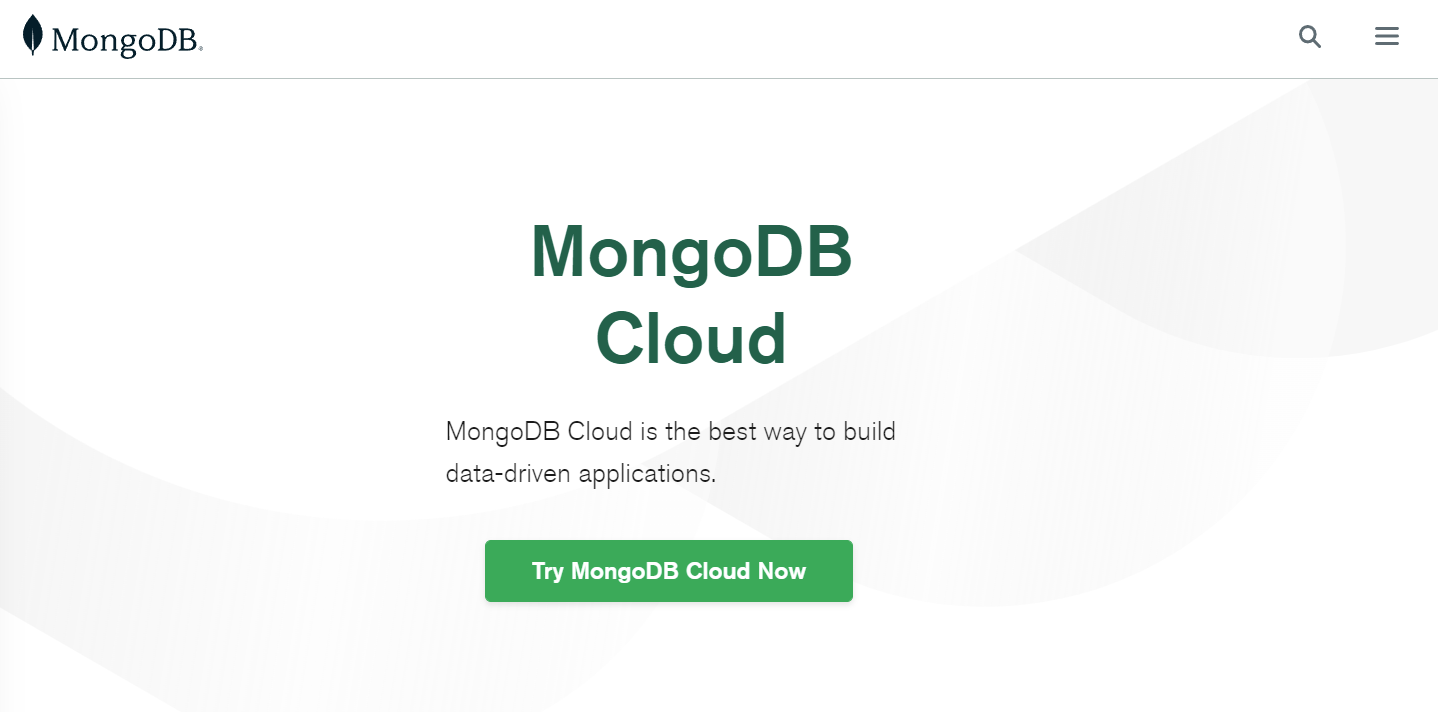 MongoDB®
MongoDB
Cloud
MongoDB Cloud is the best way to build
data-driven applications.
Try MongoDB Cloud Now